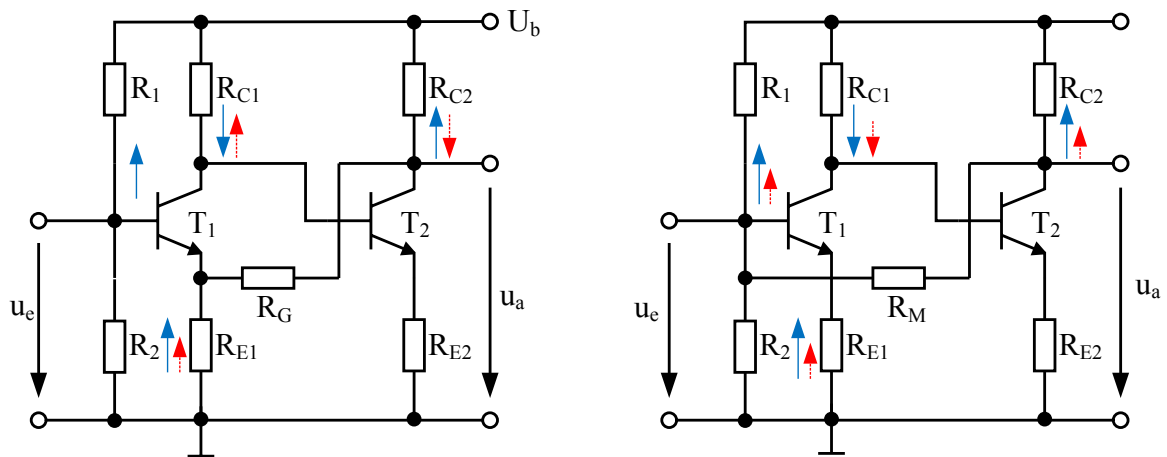 U_b
R_1 R_C1 R_C2
T_1 T_2
u_e R_G u_a
R_2 R_E1 R_E2
R_1 R_C1 R_C2
T_1 T_2
u_e R_M u_a
R_2 R_E1 R_E2